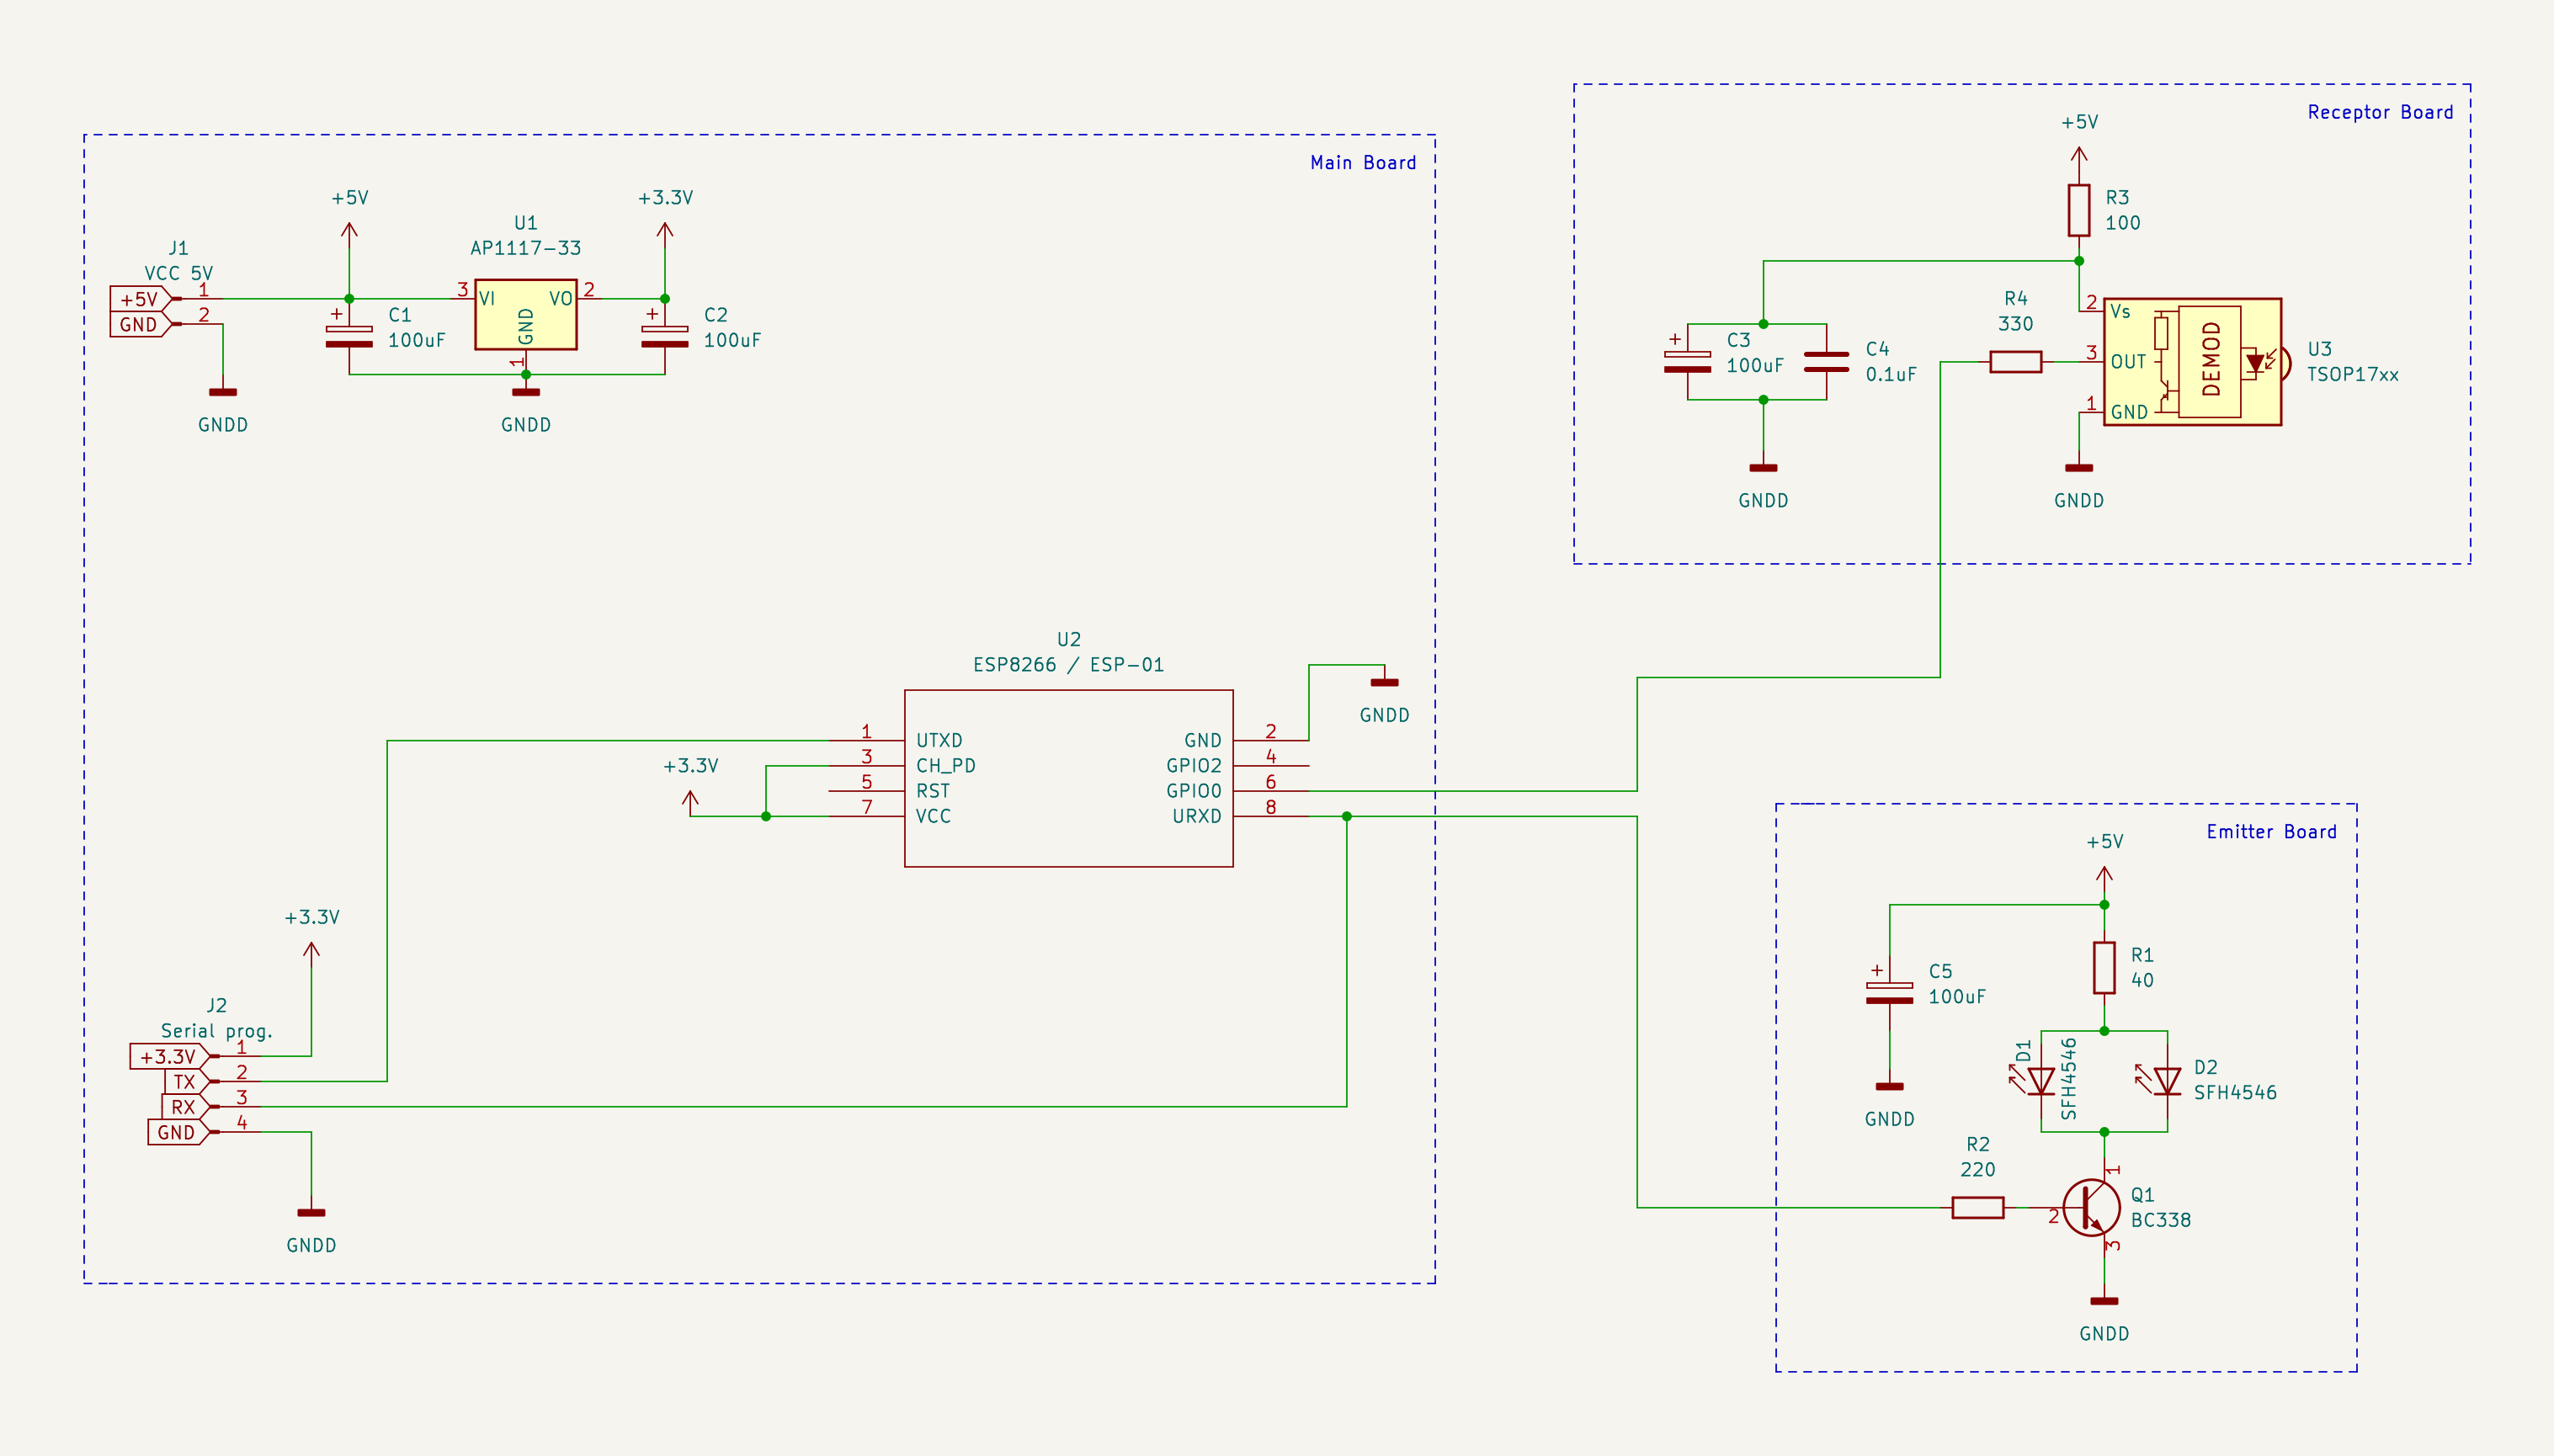 Main Board
J1
VCC 5V
+5V
1
GND
2
GNDD
+5V
C1
100uF
+
U1
AP1117-33
3
VI
VO
2
GND
1
GNDD
+3.3V
C2
100uF
+
U2
ESP8266 / ESP-01
1
UTXD
3
CH_PD
5
RST
7
VCC
GND
2
GPIO2
4
GPIO0
6
URXD
8
GNDD
+3.3V
+3.3V
J2
Serial prog.
+3.3V
1
TX
2
RX
3
GND
4
GNDD
Receptor Board
+5V
R3
100
C3
100uF
+
C4
0.1uF
GNDD
R4
330
2
Vs
3
OUT
1
GND
DEMOD
U3
TSOP17xx
GNDD
Emitter Board
+5V
C5
100uF
+
GNDD
R1
40
D1
SFH4546
D2
SFH4546
R2
220
1
2
3
Q1
BC338
GNDD